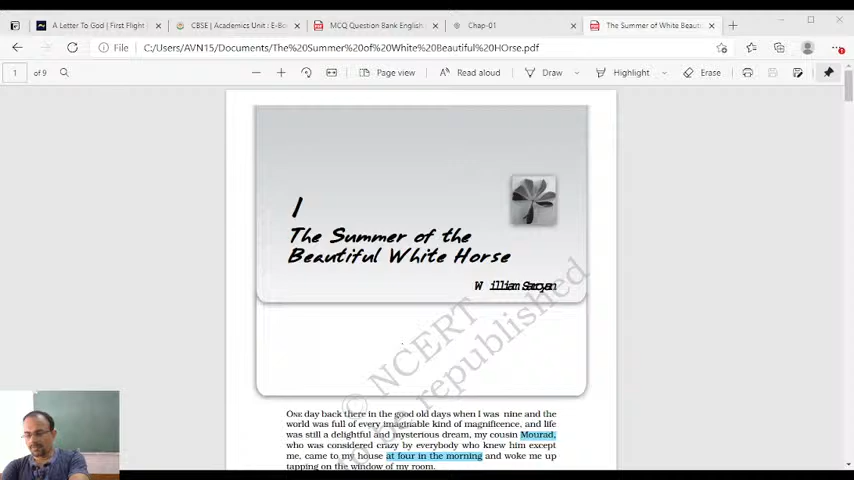 A Letter To God | First Flight
CBSE | Academics Unit : E-Bo
MCQ Question Bank English
Chap-01
The Summer of White Beauti
File C:/Users/AVN15/Documents/The%20Summer%20of%20White%20Beautiful%20HOrse.pdf
1 of 9 Page view Read aloud Draw Highlight Erase
1
The Summer of the
Beautiful White Horse
William Saroyan
© NCERT
be republished
ONE day back there in the good old days when I was nine and the
world was full of every imaginable kind of magnificence, and life
was still a delightful and mysterious dream, my cousin Mourad,
who was considered crazy by everybody who knew him except
me, came to my house at four in the morning and woke me up
tapping on the window of my room.